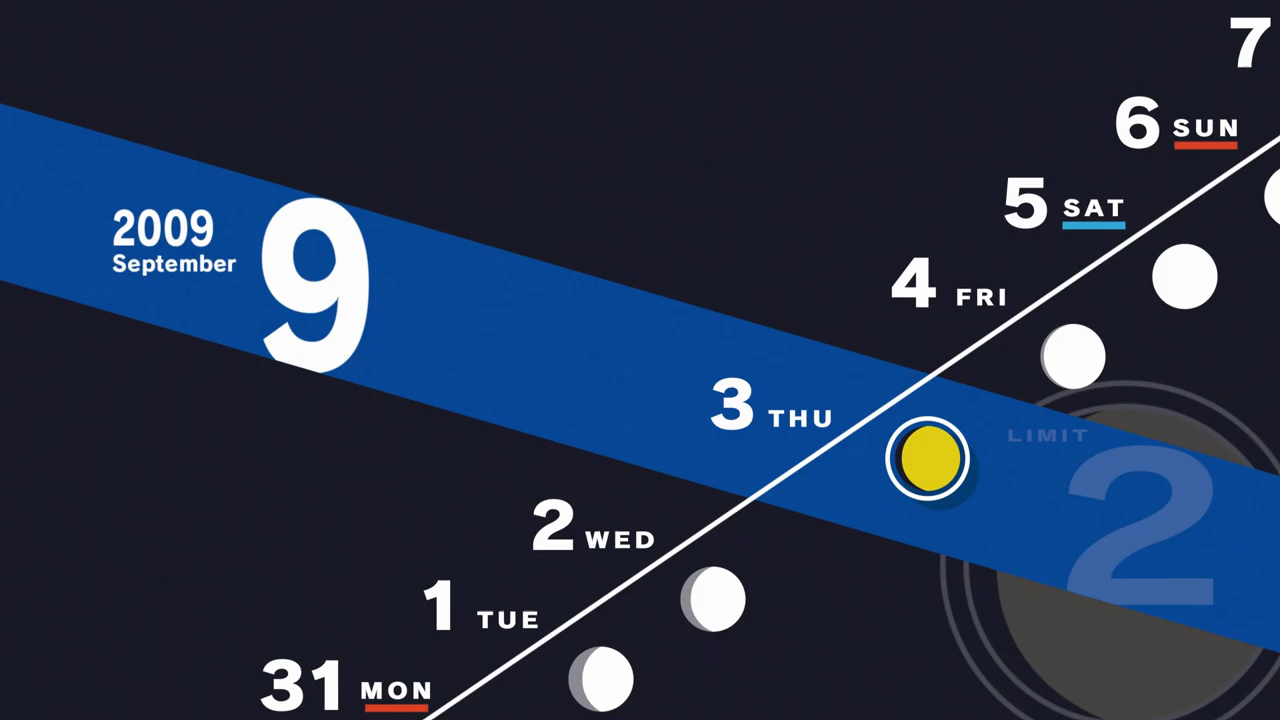 7
6 SUN
5 SAT
2009
September
9
4 FRI
3 THU
LIMIT
2
2 WED
1 TUE
31 MON